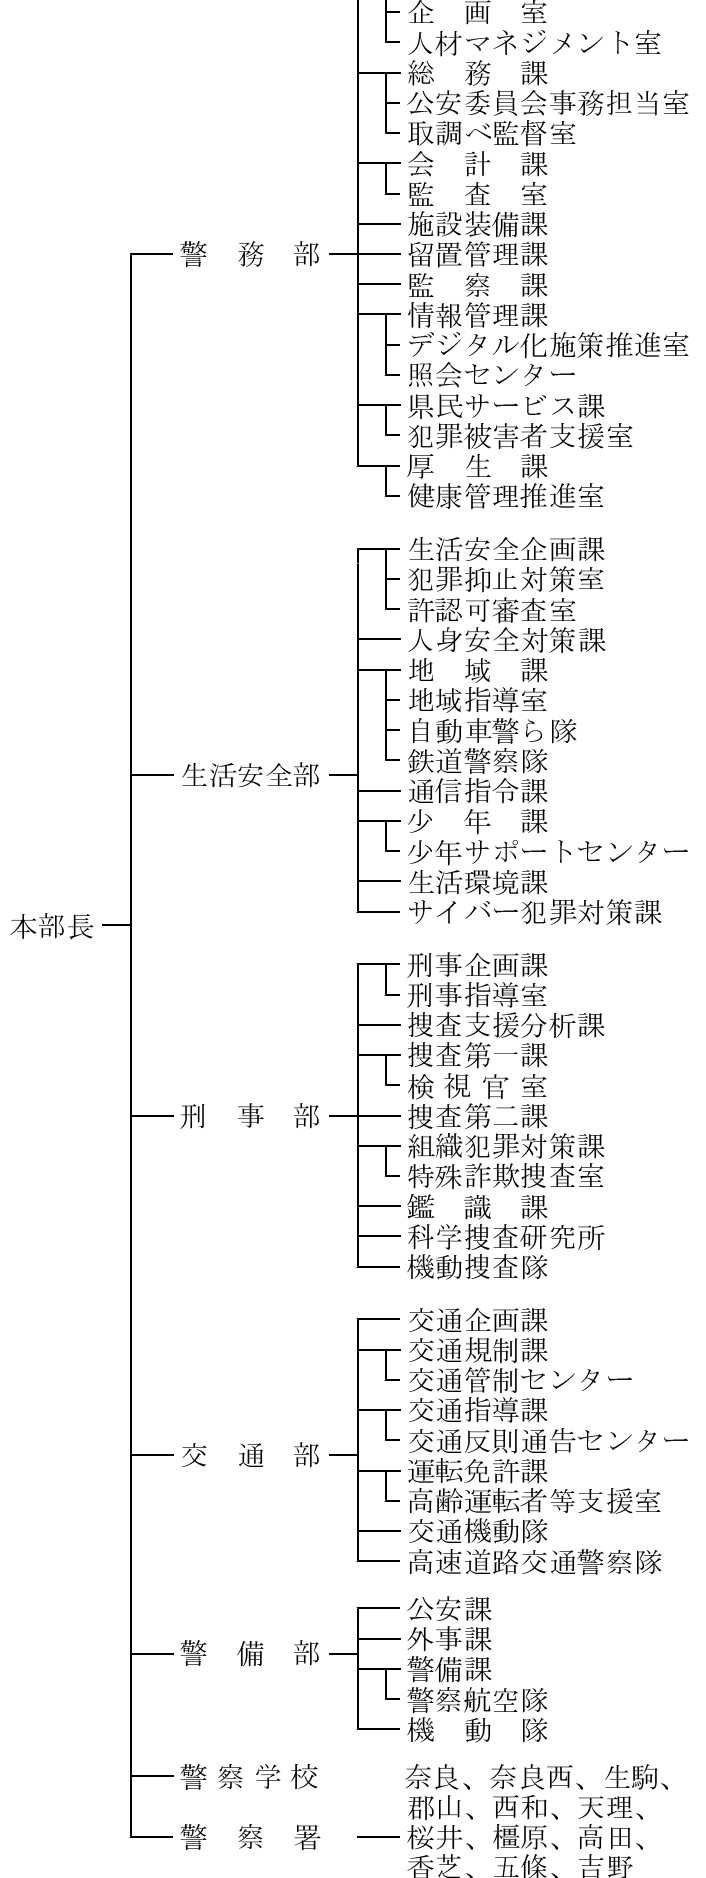 企画室
人材マネジメント室
総務課
公安委員会事務担当室
取調べ監督室
会計課
監査室
施設装備課
警務部
留置管理課
監察課
情報管理課
デジタル化施策推進室
照会センター
県民サービス課
犯罪被害者支援室
厚生課
健康管理推進室
生活安全企画課
犯罪抑止対策室
許認可審査室
人身安全対策課
地域課
地域指導室
自動車警ら隊
鉄道警察隊
生活安全部
通信指令課
少年課
少年サポートセンター
生活環境課
サイバー犯罪対策課
本部長
刑事企画課
刑事指導室
捜査支援分析課
捜査第一課
検視官室
刑事部
捜査第二課
組織犯罪対策課
特殊詐欺捜査室
鑑識課
科学捜査研究所
機動捜査隊
交通企画課
交通規制課
交通管制センター
交通指導課
交通反則通告センター
交通部
運転免許課
高齢運転者等支援室
交通機動隊
高速道路交通警察隊
公安課
外事課
警備部
警備課
警察航空隊
機動隊
警察学校
警察署
奈良、奈良西、生駒、
郡山、西和、天理、
桜井、橿原、高田、
香芝、五條、吉野